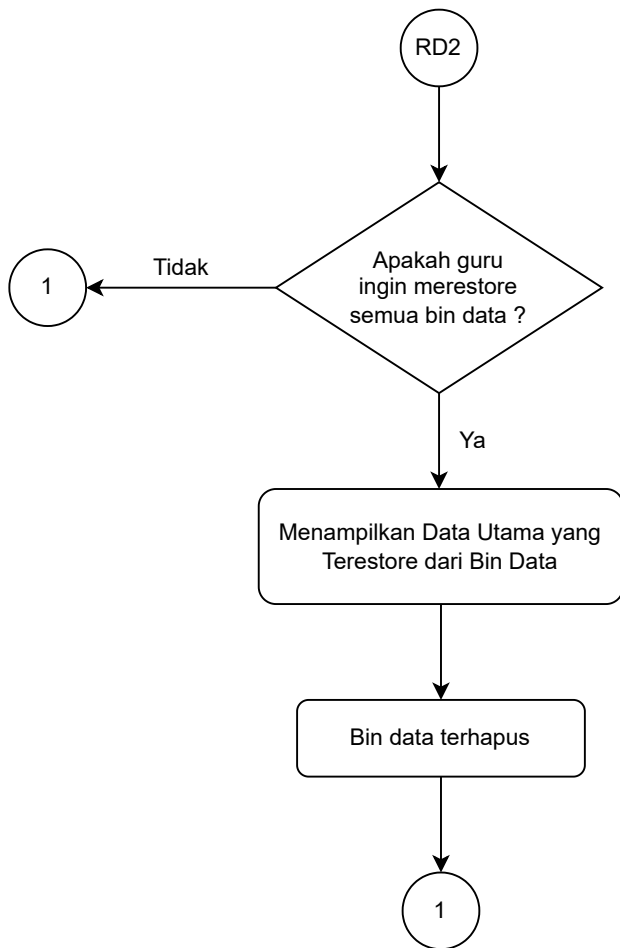 RD2
Apakah guru
ingin merestore
semua bin data ?
Tidak
1
Ya
Menampilkan Data Utama yang
Terestore dari Bin Data
Bin data terhapus
1